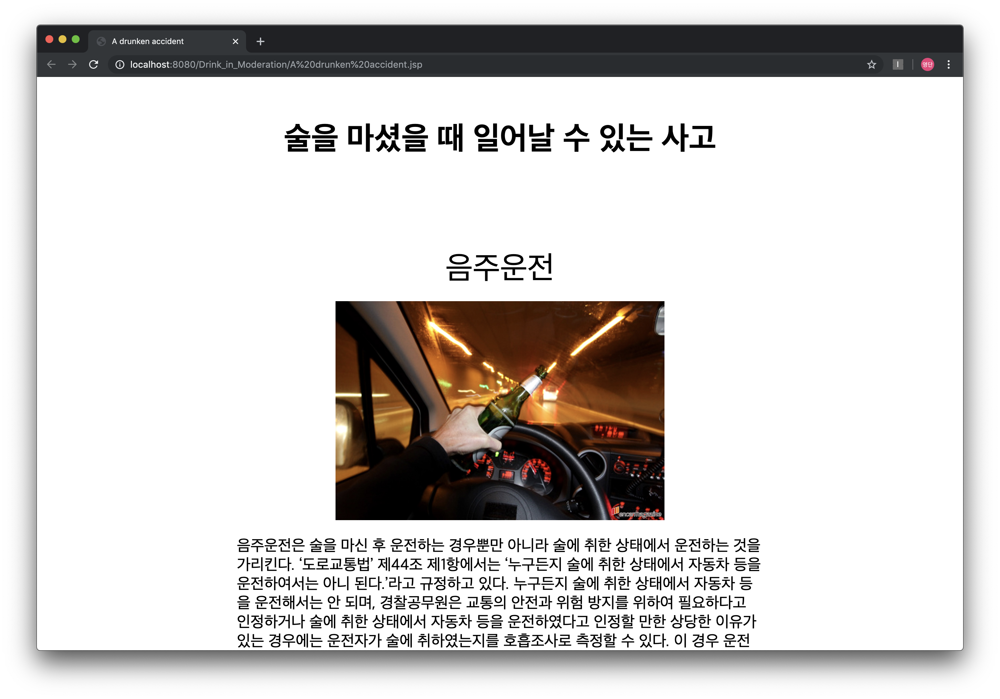 A drunken accident
localhost:8080/Drink_in_Moderation/A%20drunken%20accident.jsp
영단
술을 마셨을 때 일어날 수 있는 사고
음주운전
encarmagazine
음주운전은 술을 마신 후 운전하는 경우뿐만 아니라 술에 취한 상태에서 운전하는 것을
가리킨다. ‘도로교통법’ 제44조 제1항에서는 ‘누구든지 술에 취한 상태에서 자동차 등을
운전하여서는 아니 된다.’라고 규정하고 있다. 누구든지 술에 취한 상태에서 자동차 등
을 운전해서는 안 되며, 경찰공무원은 교통의 안전과 위험 방지를 위하여 필요하다고
인정하거나 술에 취한 상태에서 자동차 등을 운전하였다고 인정할 만한 상당한 이유가
있는 경우에는 운전자가 술에 취하였는지를 호흡조사로 측정할 수 있다. 이 경우 운전